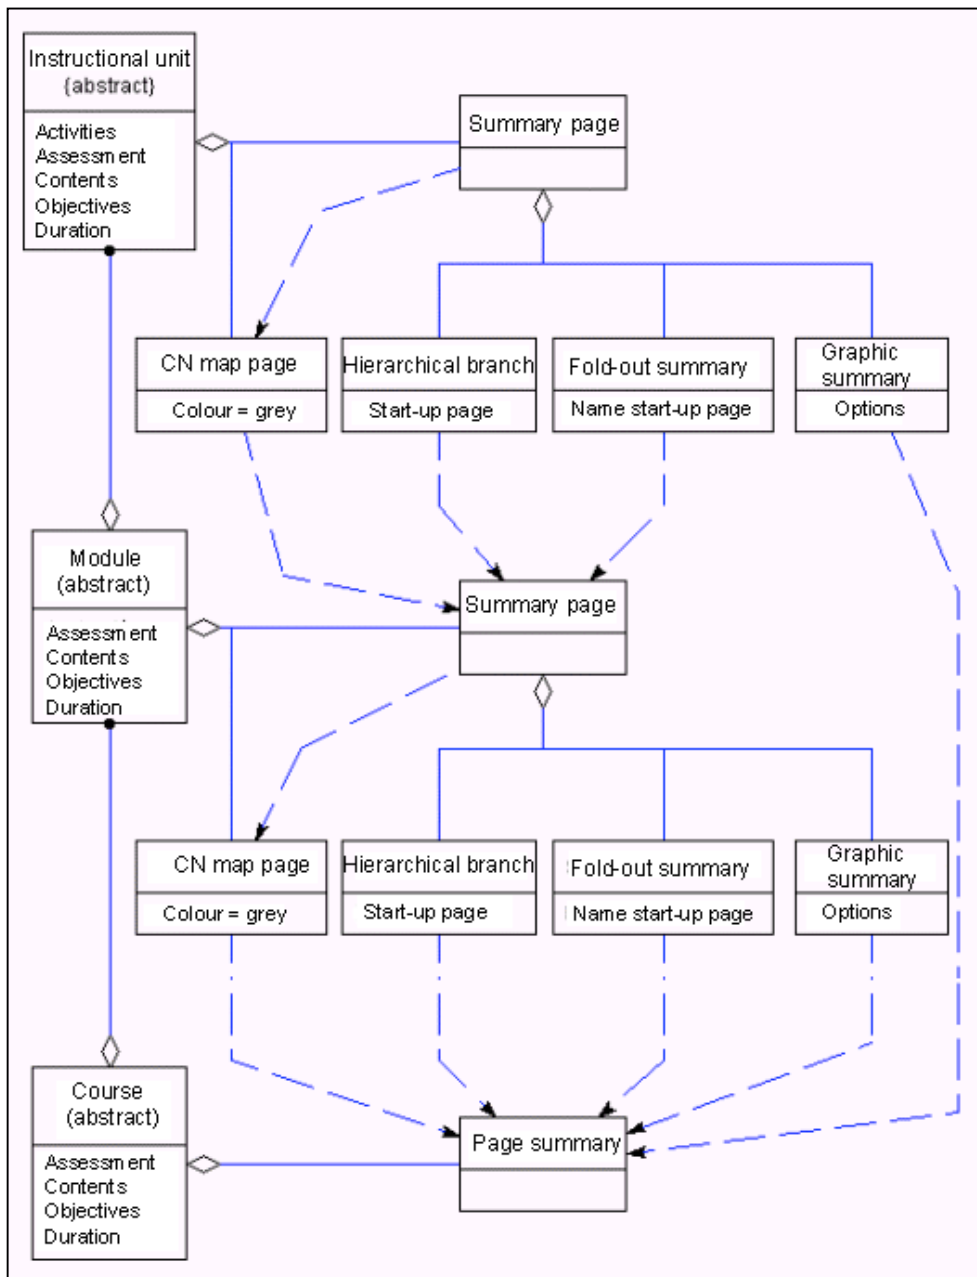 Instructional unit
{abstract}
Activities
Assessment
Contents
Objectives
Duration
Summary page
CN map page
Colour = grey
Hierarchical branch
Start-up page
Fold-out summary
Name start-up page
Graphic
summary
Options
Module
(abstract)
Assessment
Contents
Objectives
Duration
Summary page
CN map page
Colour = grey
Hierarchical branch
Start-up page
Fold-out summary
Name start-up page
Graphic
summary
Options
Course
(abstract)
Assessment
Contents
Objectives
Duration
Page summary